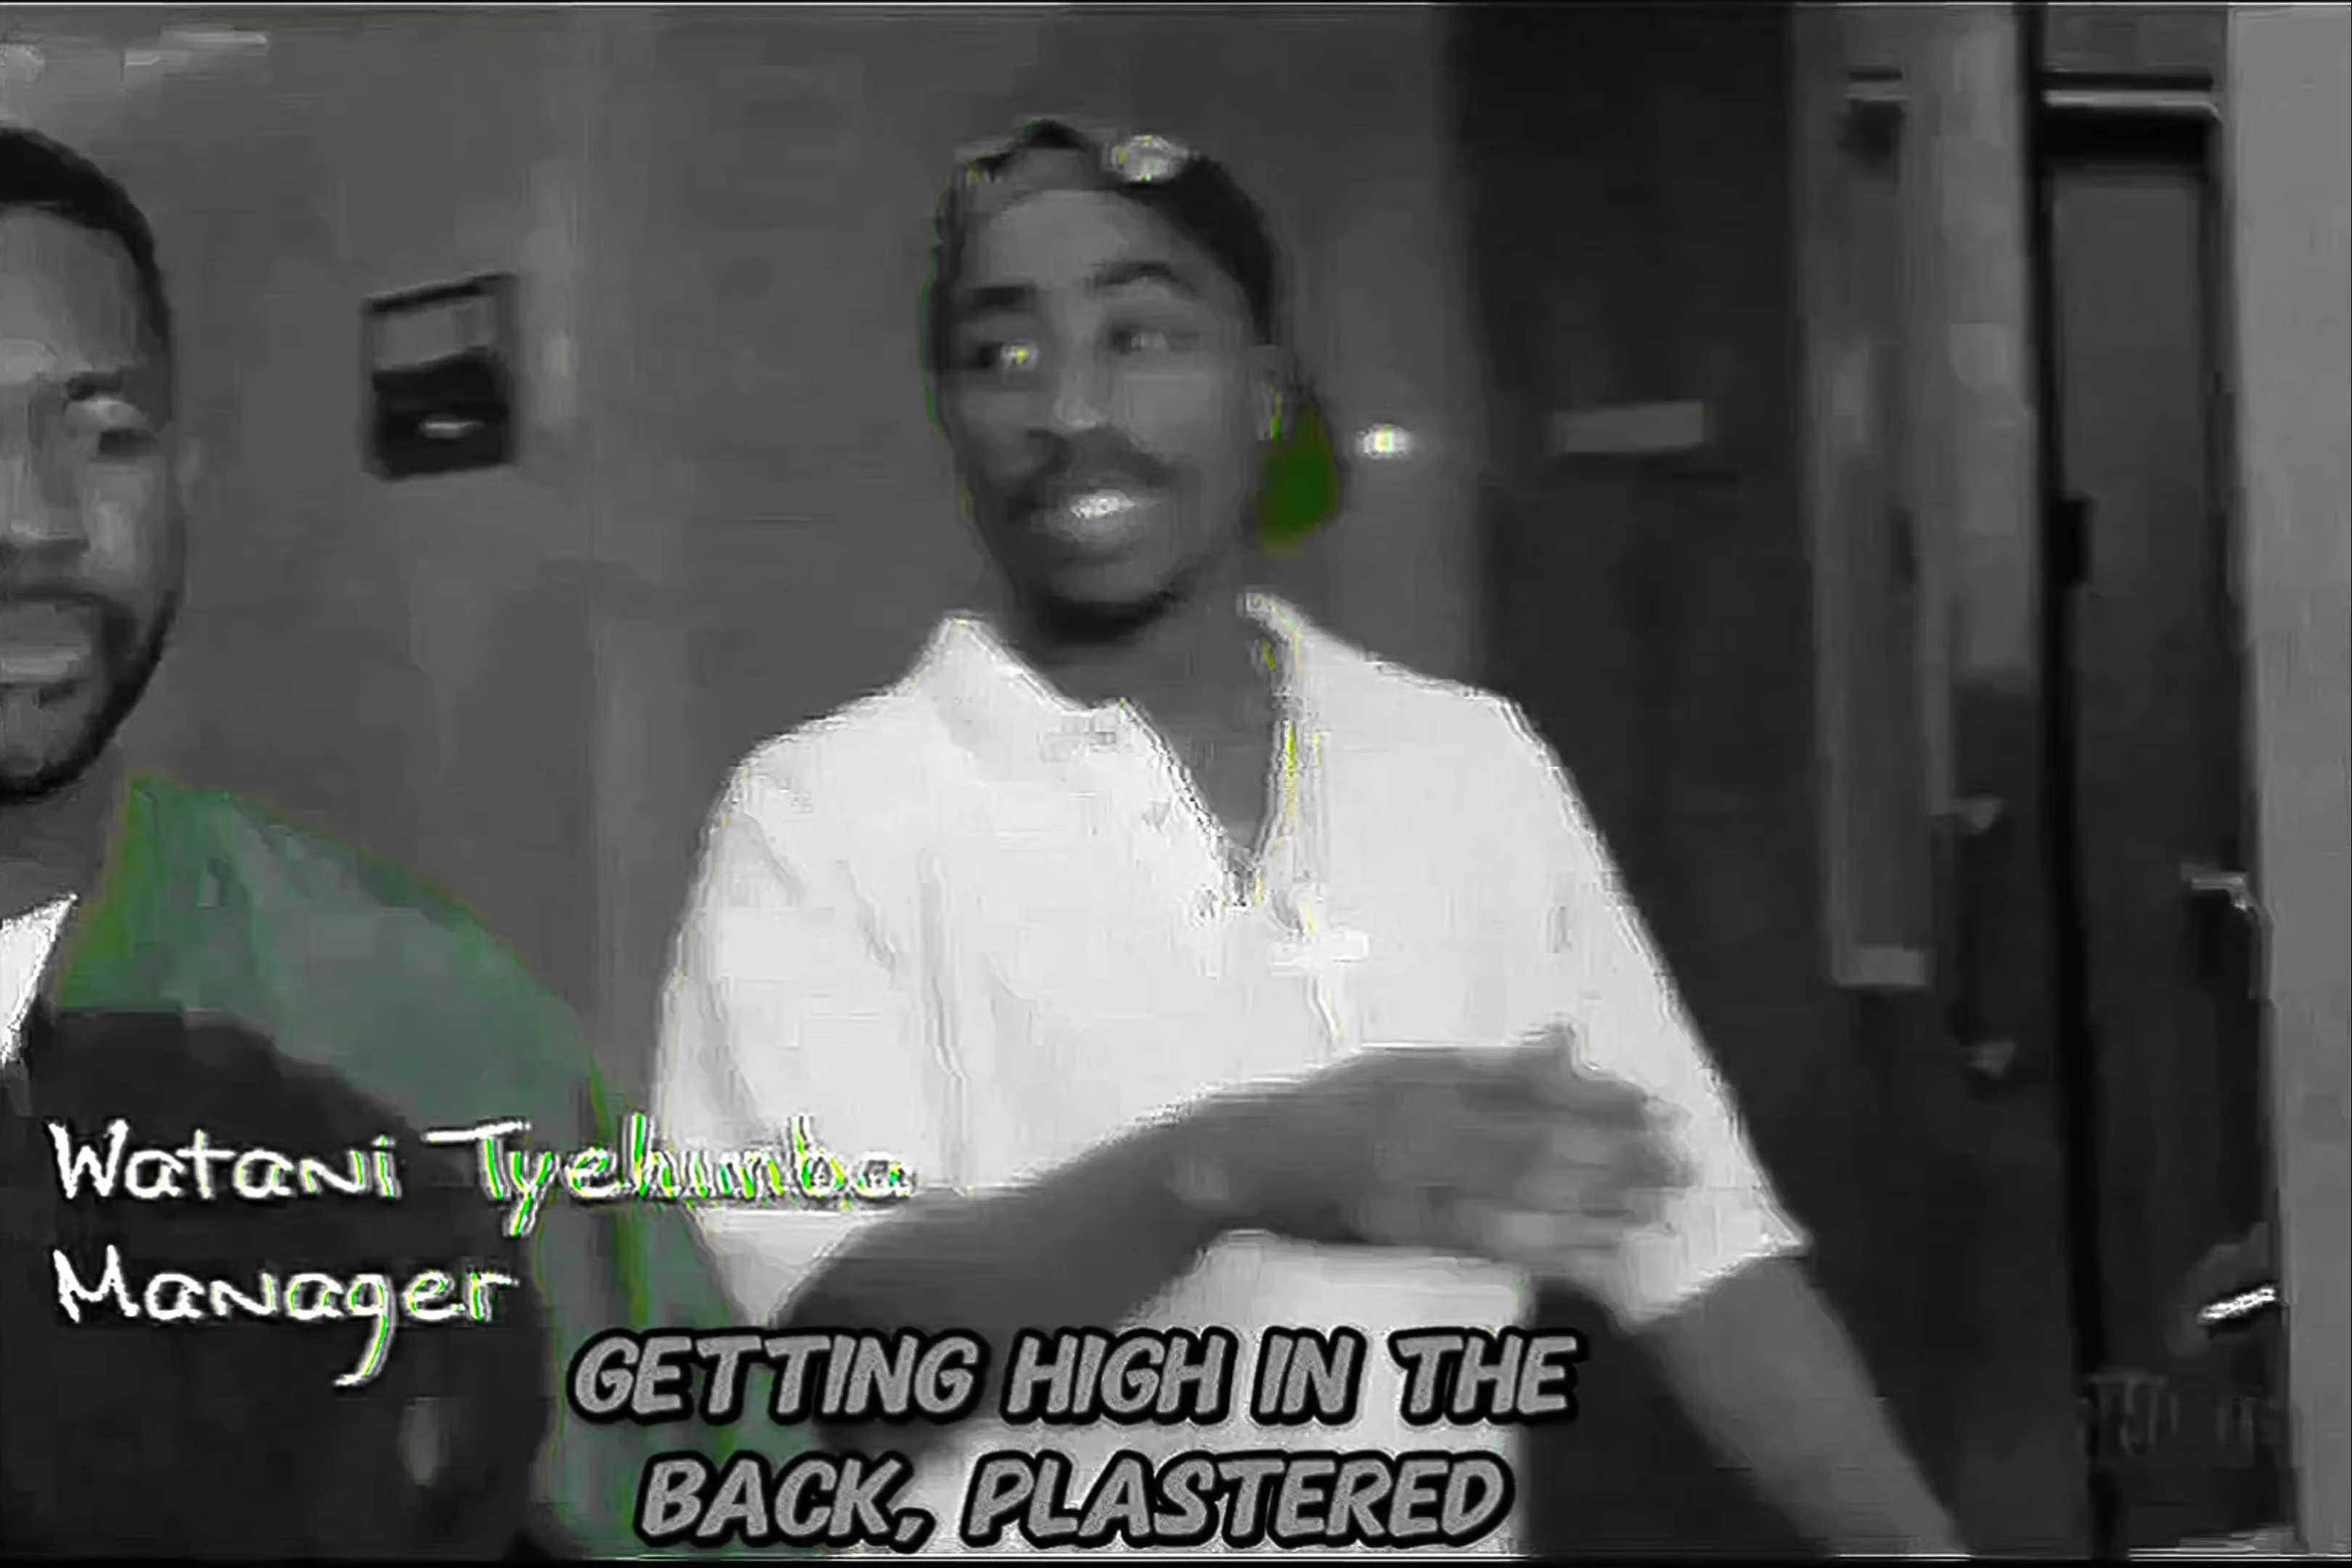 Watani Tyehimba
Manager
GETTING HIGH IN THE
BACK, PLASTERED